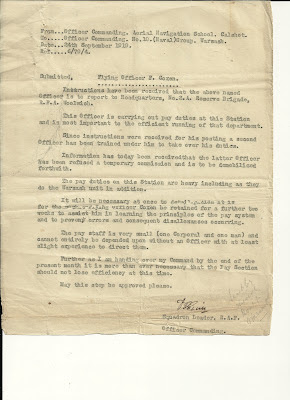 From... Officer Commanding. Aerial Navigation School. Calshot.
To..... Officer Commanding. No.10.(Naval)Group. Warsash.
Date... 24th September 1919.
Submitted, Flying Officer F. Coxon.
Instructions have been received that the above named
Officer is to report to Headquarters, Reserve Brigade,
Woolwich.
This Officer is carrying out pay duties at this Station
and is most important to the efficient running of that department.
Since instructions were received for his posting a second
Officer has been trained under him to take over his duties.
Information has today been received that the latter Officer
has been refused a temporary commission and is to be demobilised
forthwith.
The pay duties on this Station are heavy including as they
do the Warsash unit in addition.
It will be necessary at once to
for the Officer Coxon be retained for a further two
weeks to assist him in learning the principles of the pay system
and to prevent errors and consequent disallowances occurring.
The pay staff is very small (one Corporal and one man) and
cannot entirely be depended upon without an Officer with at least
slight experience to direct them.
Further as I am handing over my Command by the end of the
present month it is more than ever necessary that the Pay Section
should not lose efficiency at this time.
May this step be approved please.
Squadron Leader, R.A.F.
Officer Commanding.